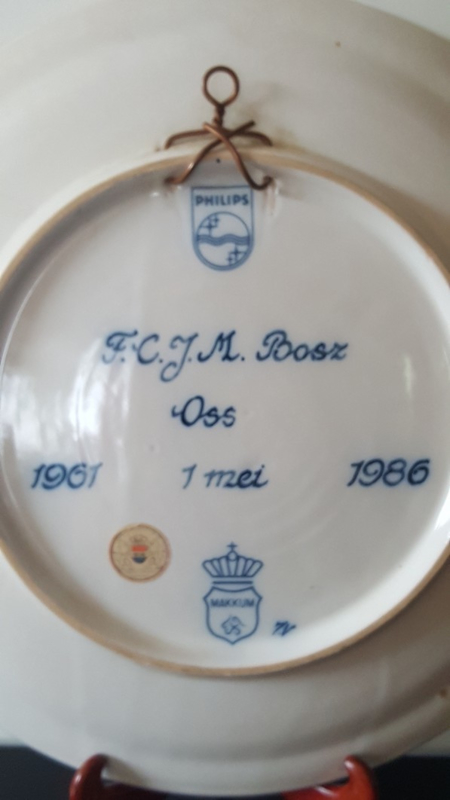 PHILIPS
F.C.J.M. Bosz
Oss
1961 1 mei 1986
MAKKUM